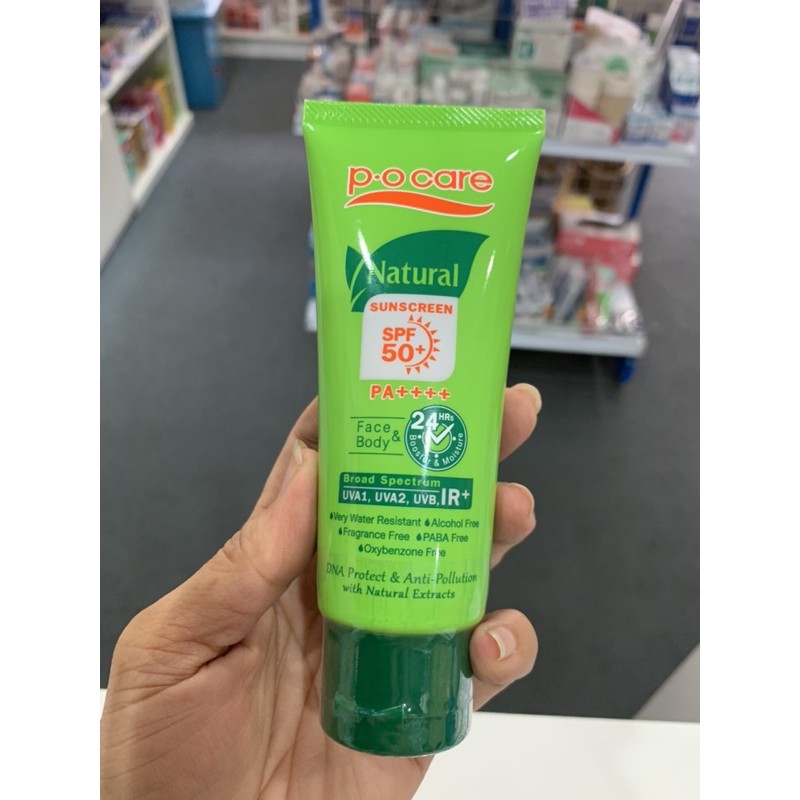 p·o care
Natural
SUNSCREEN
SPF
50+
PA++++
Face &
Body
24 HRs
Booster & Moisture
Broad Spectrum
UVA1, UVA2, UVB, IR+
Very Water Resistant Alcohol Free
Fragrance Free PABA Free
Oxybenzone Free
DNA Protect & Anti-Pollution
with Natural Extracts